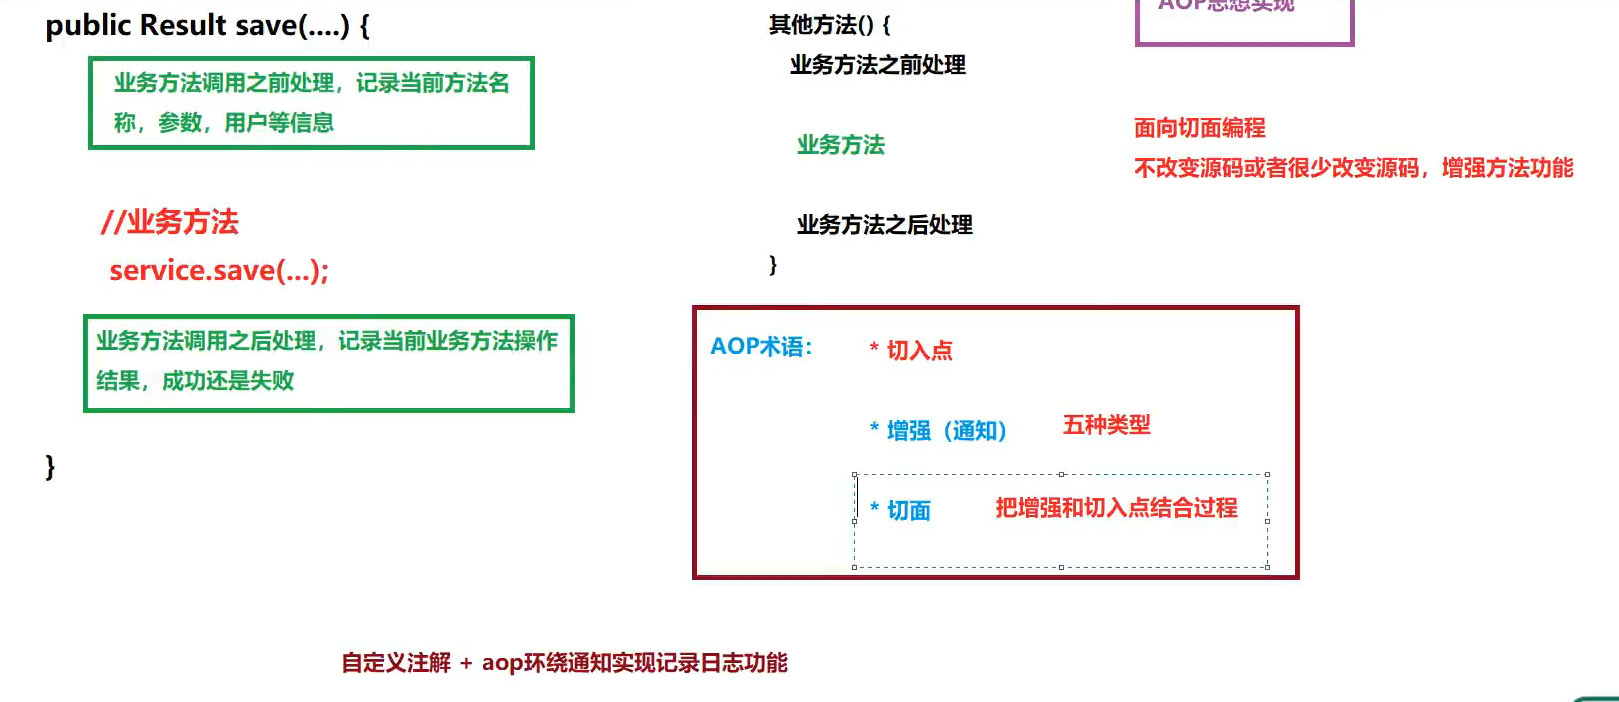 public Result save(....) {
业务方法调用之前处理，记录当前方法名
称，参数，用户等信息
//业务方法
service.save(...);
业务方法调用之后处理，记录当前业务方法操作
结果，成功还是失败
}
其他方法() {
业务方法之前处理
业务方法
业务方法之后处理
}
AOP思想实现
面向切面编程
不改变源码或者很少改变源码，增强方法功能
AOP术语：
* 切入点
* 增强（通知） 五种类型
* 切面 把增强和切入点结合过程
自定义注解 + aop环绕通知实现记录日志功能